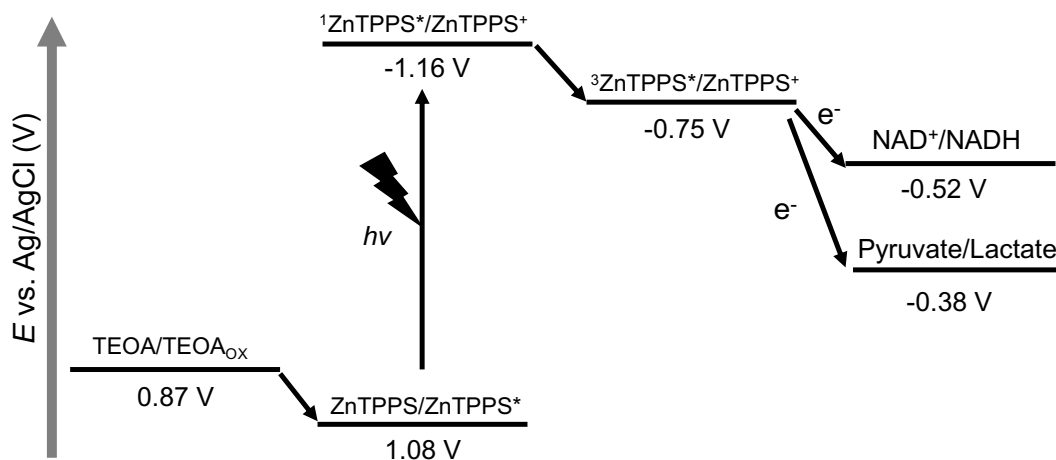 E vs. Ag/AgCl (V)
¹ZnTPPS*/ZnTPPS⁺
-1.16 V
³ZnTPPS*/ZnTPPS⁺
-0.75 V
e⁻
NAD⁺/NADH
-0.52 V
hv
e⁻
Pyruvate/Lactate
-0.38 V
TEOA/TEOA_OX
0.87 V
ZnTPPS/ZnTPPS*
1.08 V